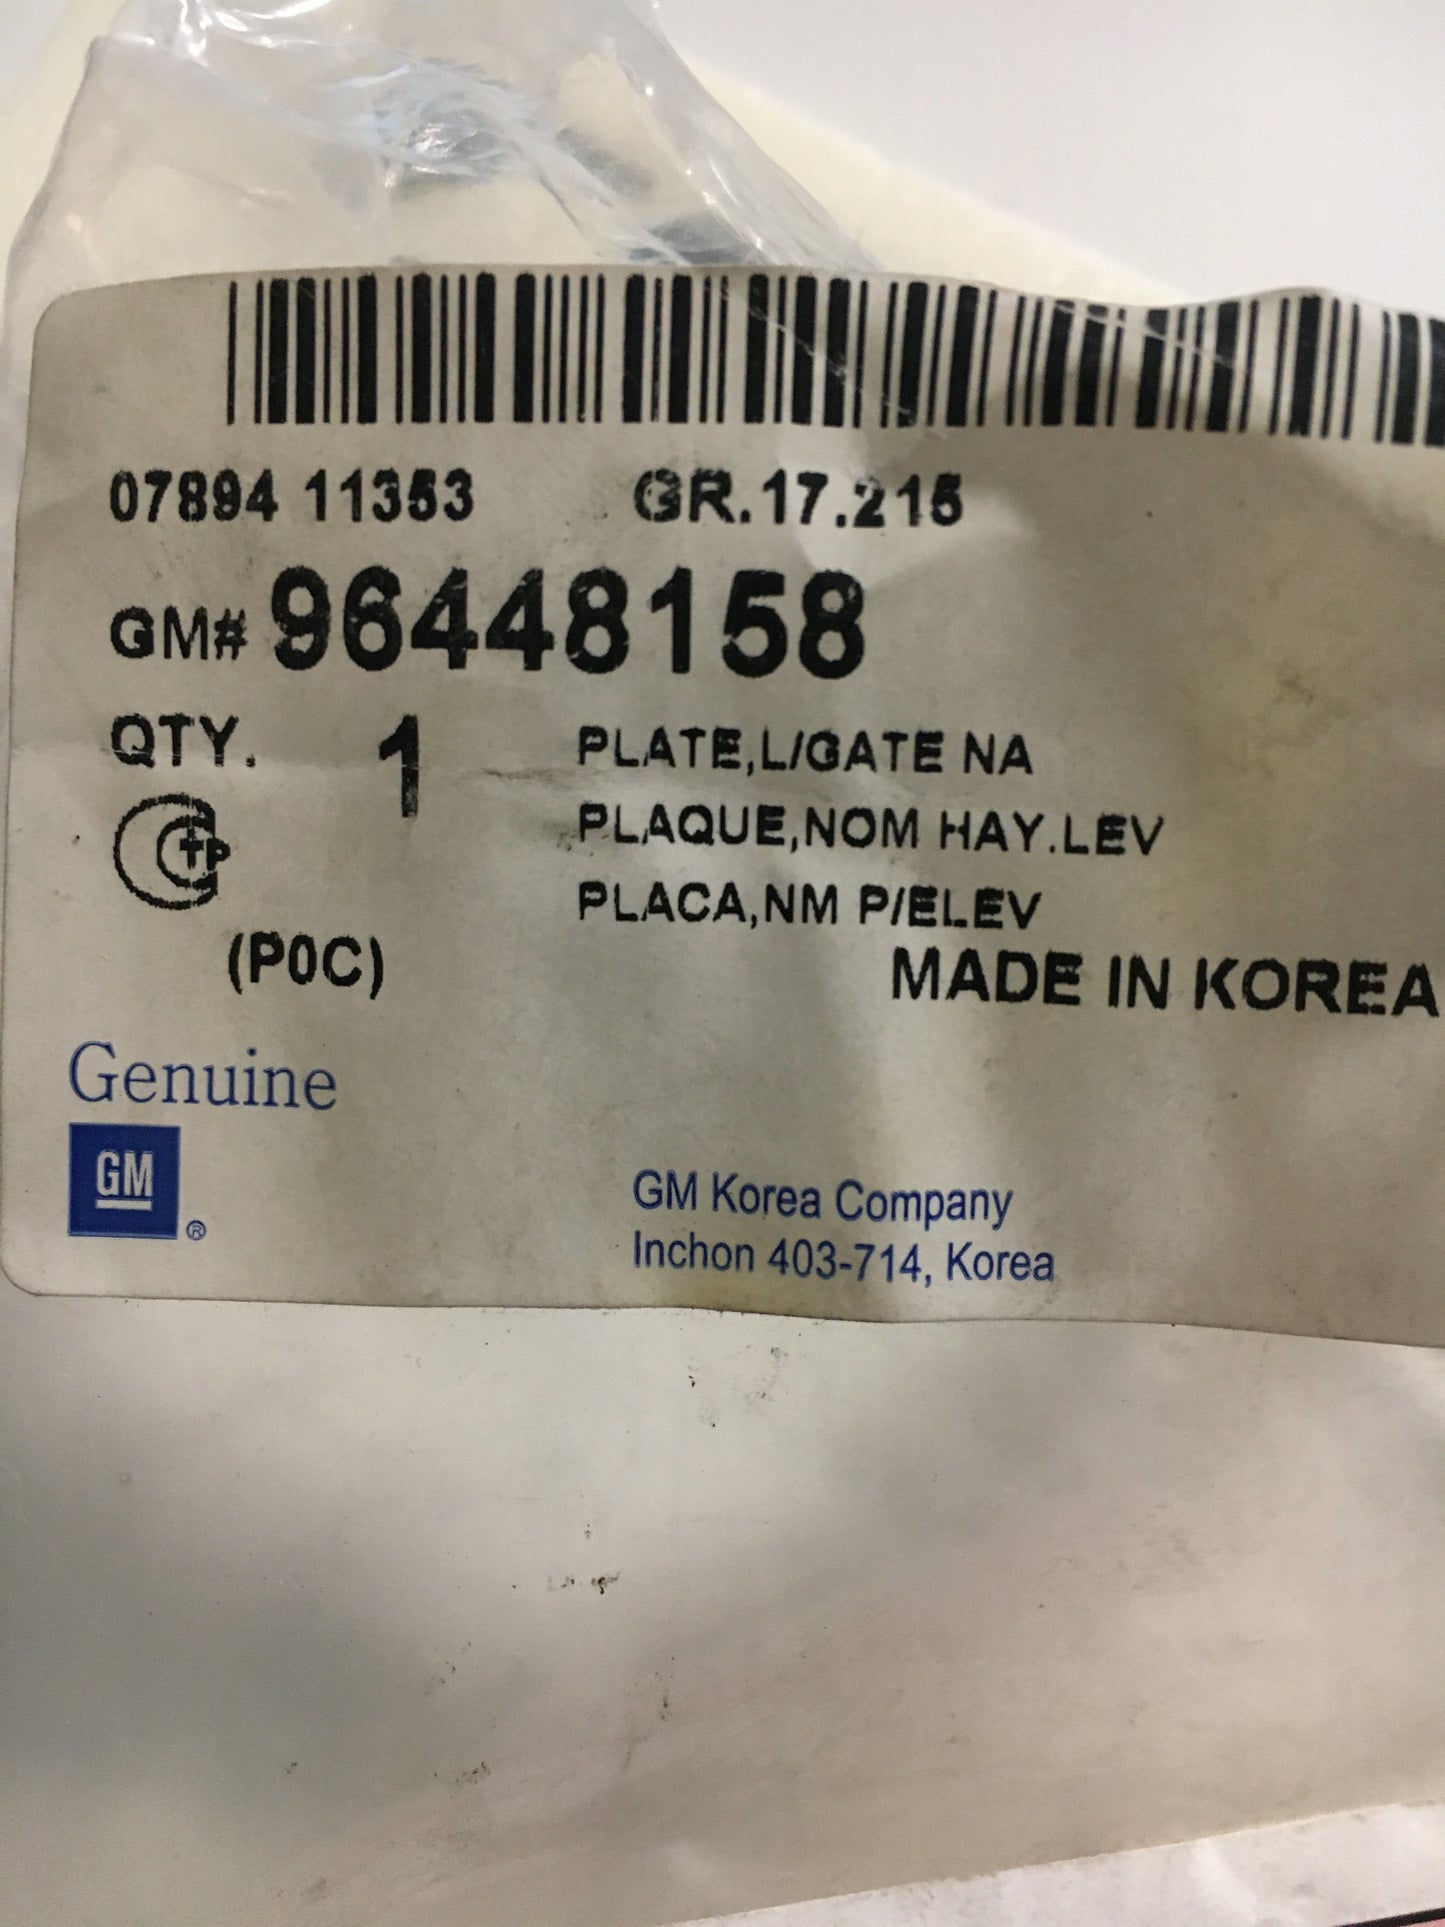 07894 11353 GR.17.215
GM# 96448158
QTY. 1 PLATE,L/GATE NA
PLAQUE,NOM HAY.LEV
PLACA,NM P/ELEV
(P0C)
MADE IN KOREA
Genuine
GM ®
GM Korea Company
Inchon 403-714, Korea